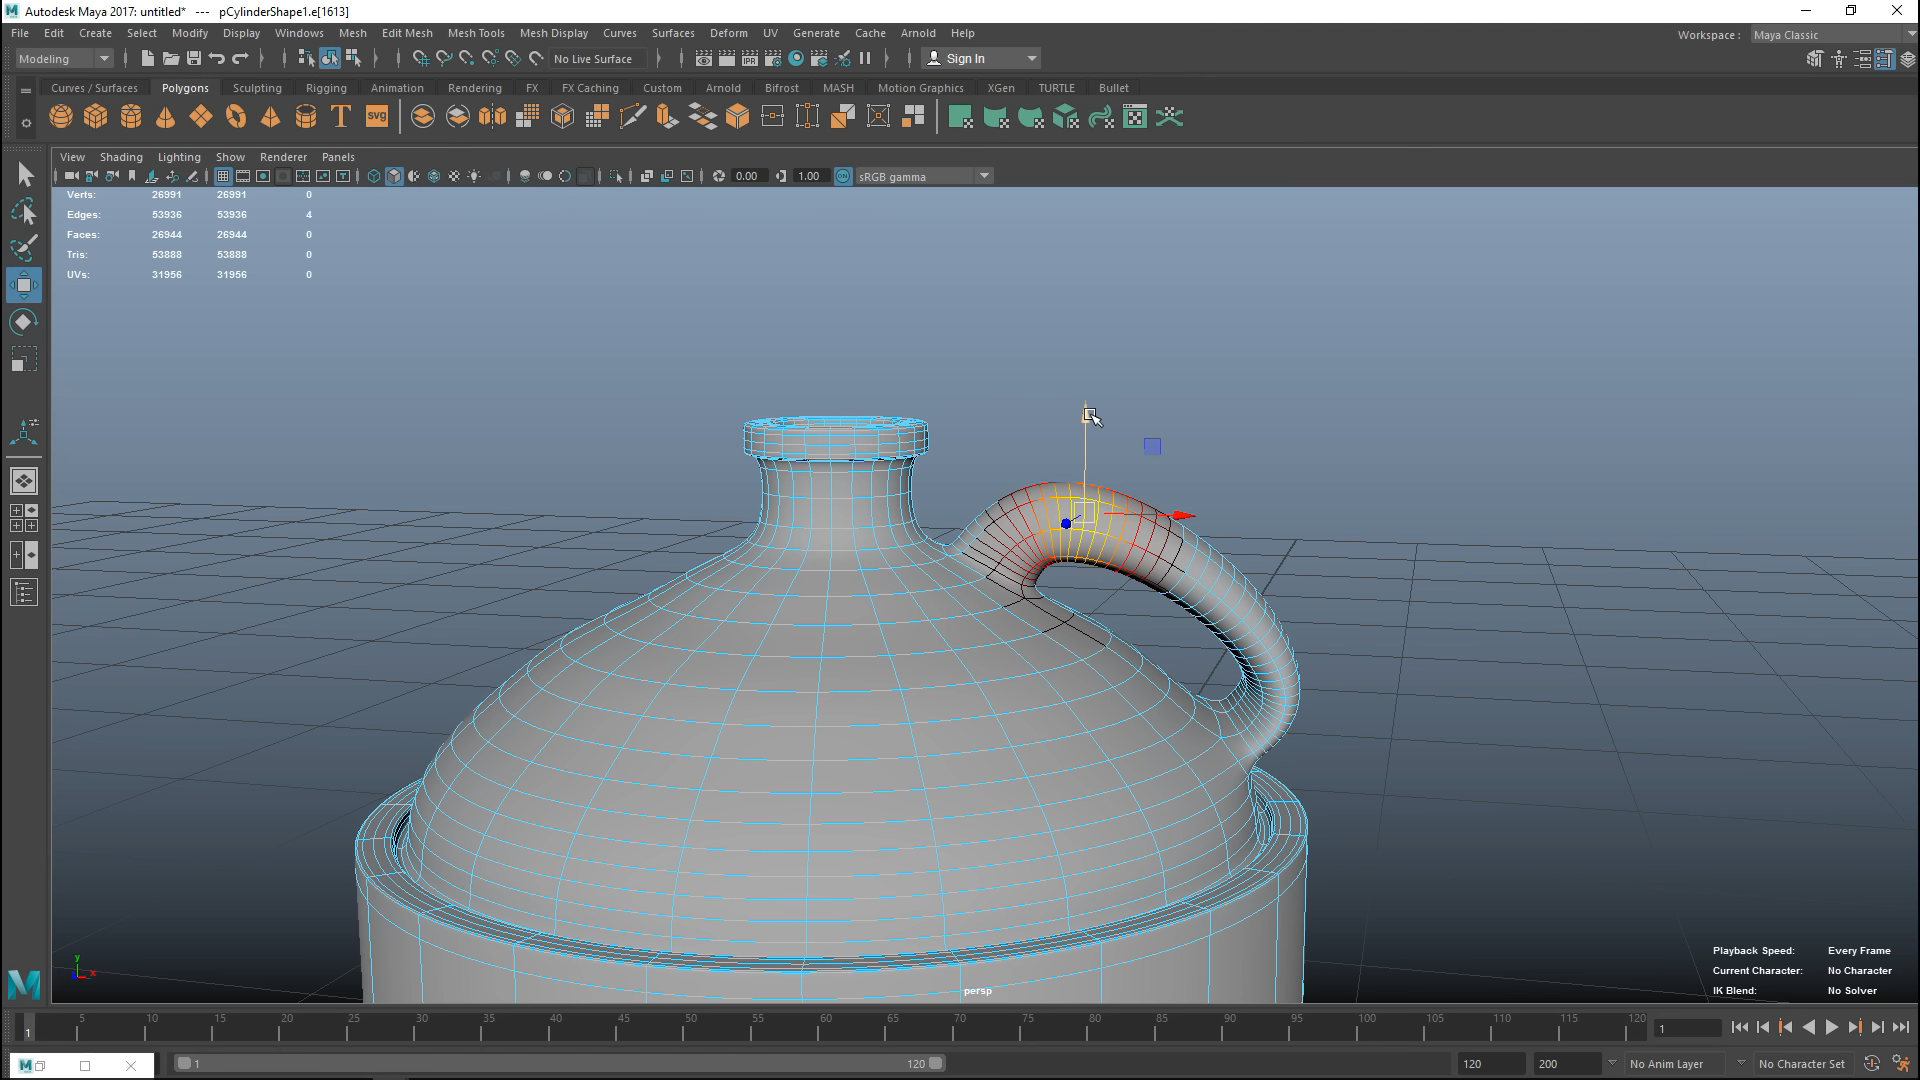 Autodesk Maya 2017: untitled*   ---   pCylinderShape1.e[1613]
File Edit Create Select Modify Display Windows Mesh Edit Mesh Mesh Tools Mesh Display Curves Surfaces Deform UV Generate Cache Arnold Help
Workspace : Maya Classic
Modeling No Live Surface IPR Sign In
Curves / Surfaces Polygons Sculpting Rigging Animation Rendering FX FX Caching Custom Arnold Bifrost MASH Motion Graphics XGen TURTLE Bullet
T svg
View Shading Lighting Show Renderer Panels
0.00 1.00 ON sRGB gamma
Verts: 26991 26991 0
Edges: 53936 53936 4
Faces: 26944 26944 0
Tris: 53888 53888 0
UVs: 31956 31956 0
Playback Speed: Every Frame
Current Character: No Character
IK Blend: No Solver
y
x
persp
1 5 10 15 20 25 30 35 40 45 50 55 60 65 70 75 80 85 90 95 100 105 110 115 120 1
1 120 120 200 No Anim Layer No Character Set